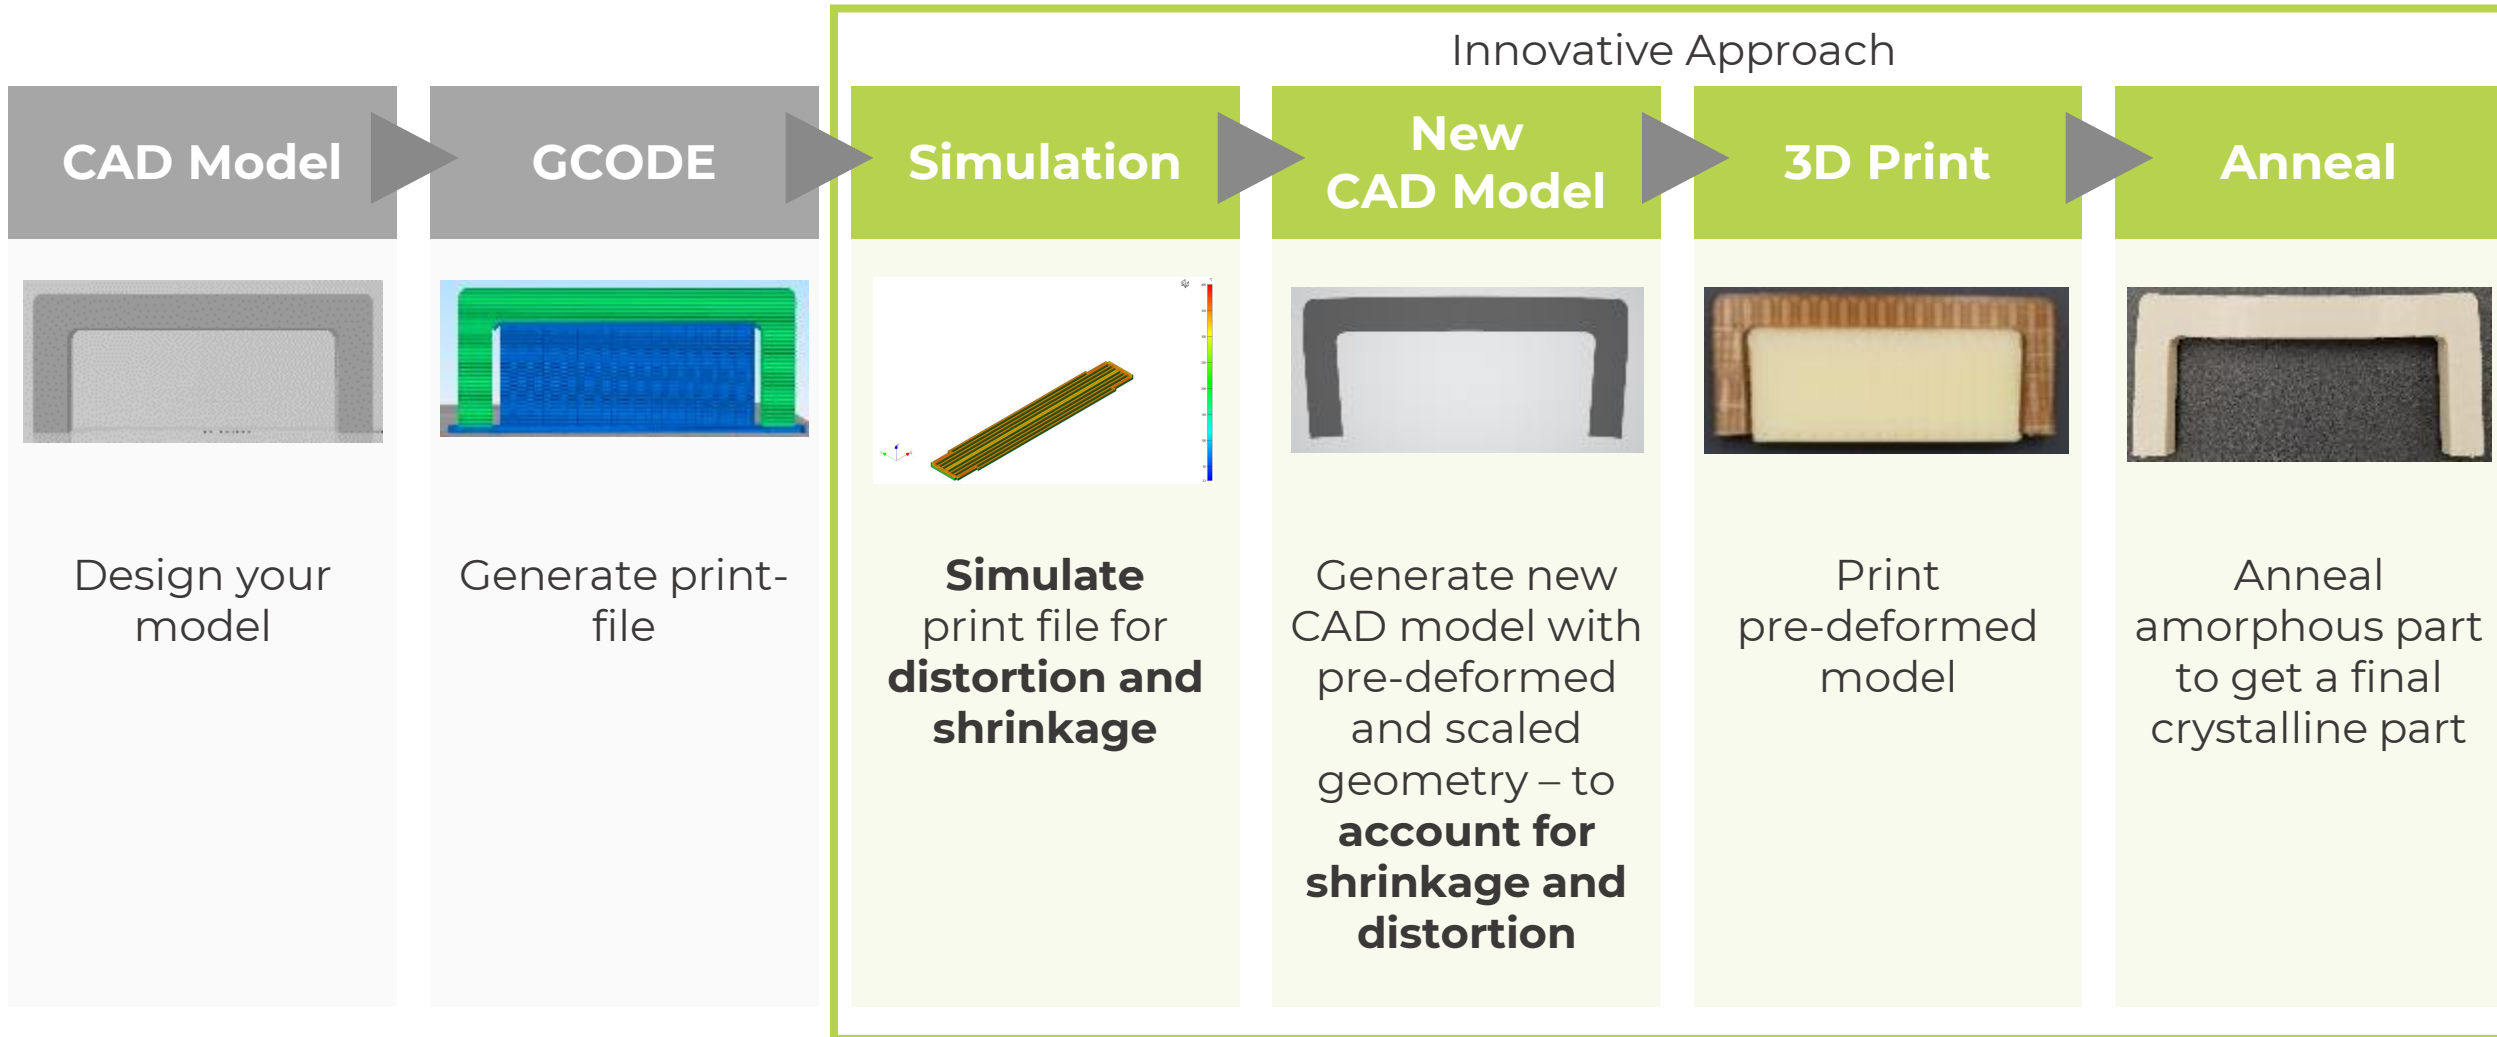 Innovative Approach
CAD Model
GCODE
Simulation
New
CAD Model
3D Print
Anneal
Design your
model
Generate print-
file
Simulate
print file for
distortion and
shrinkage
Generate new
CAD model with
pre-deformed
and scaled
geometry – to
account for
shrinkage and
distortion
Print
pre-deformed
model
Anneal
amorphous part
to get a final
crystalline part